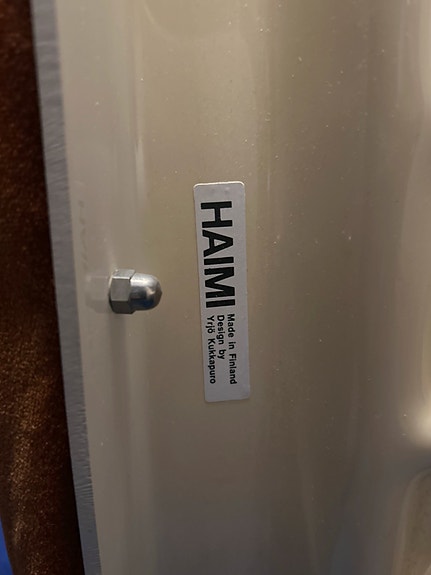 HAIMI
Made in Finland
Design by
Yrjö Kukkapuro